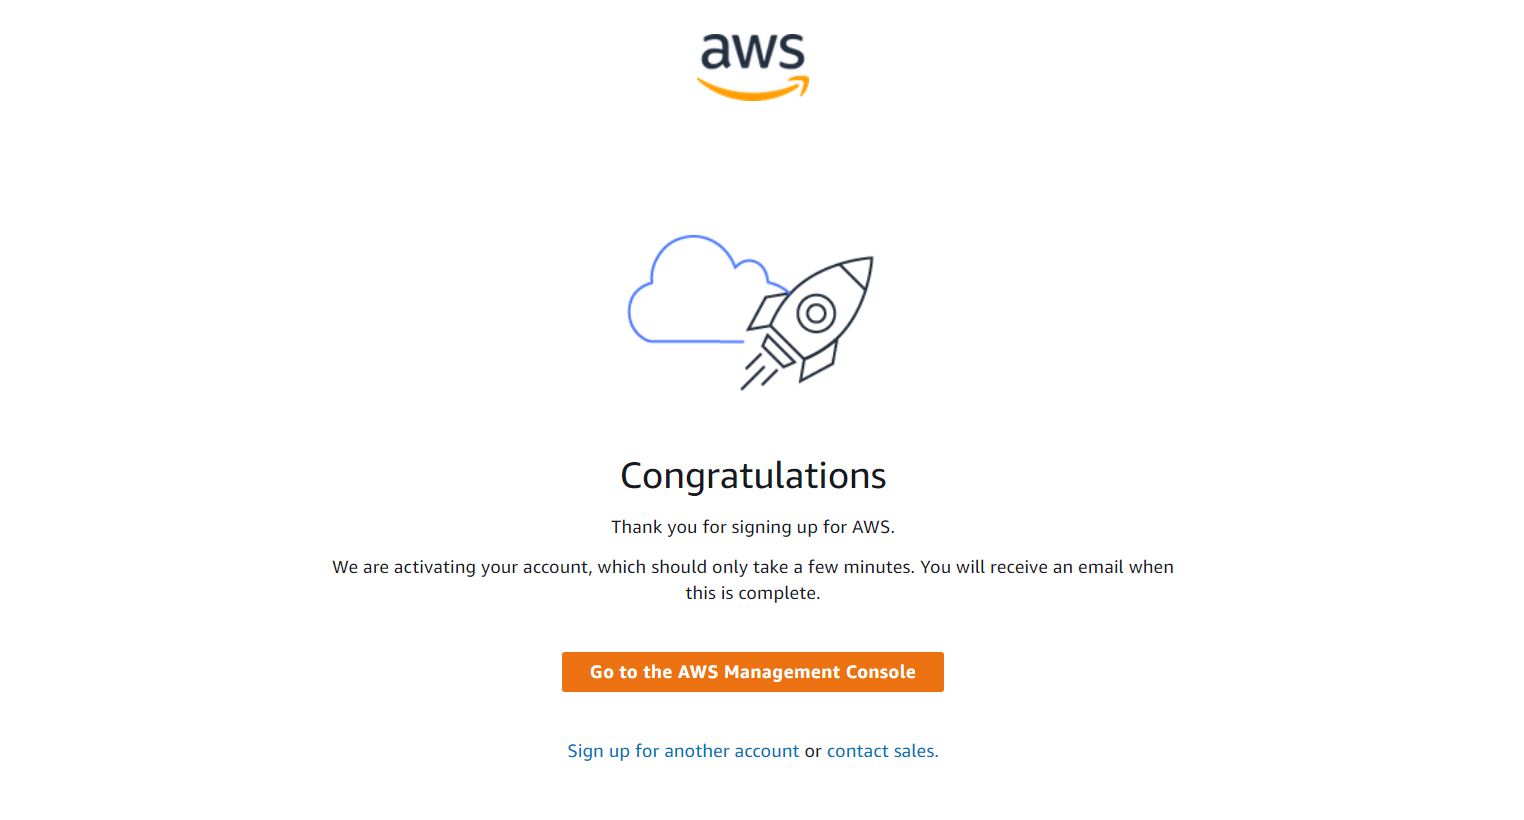 aws
Congratulations
Thank you for signing up for AWS.
We are activating your account, which should only take a few minutes. You will receive an email when
this is complete.
Go to the AWS Management Console
Sign up for another account or contact sales.